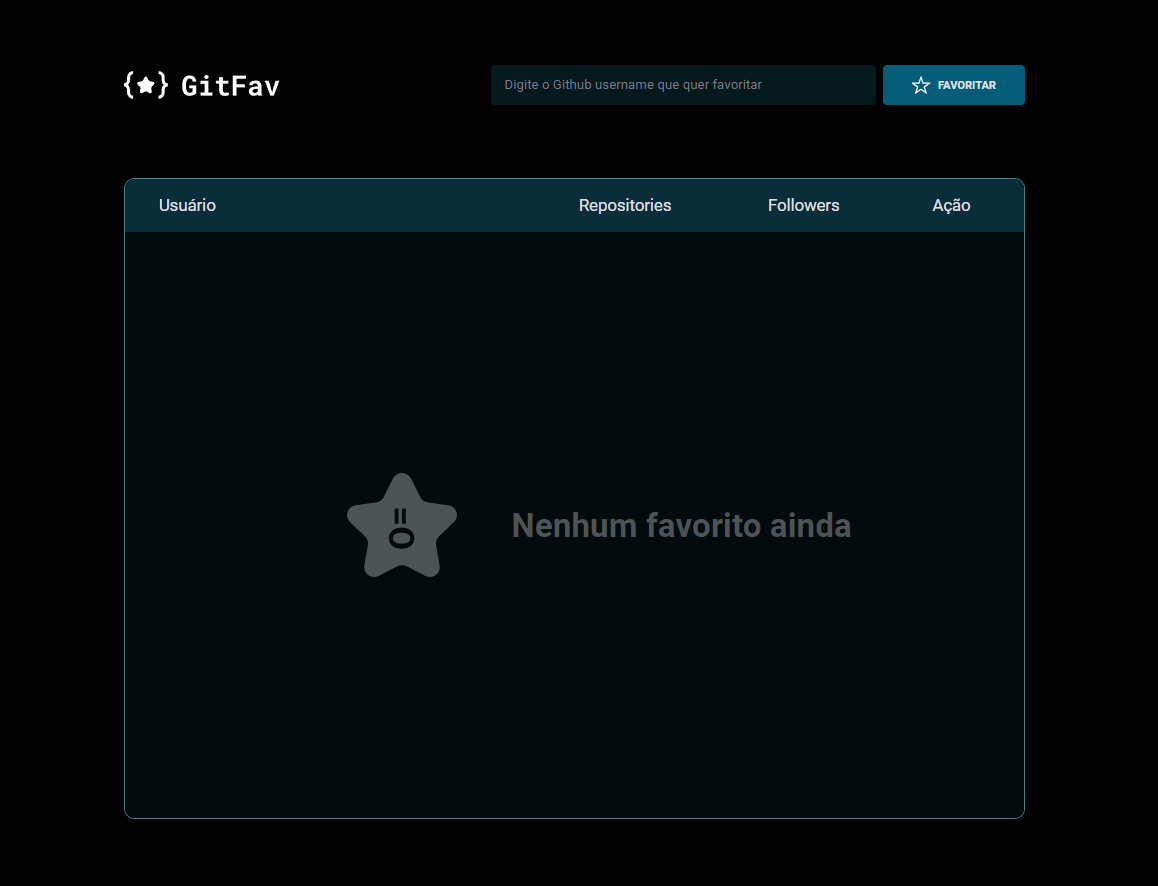 GitFav
Digite o Github username que quer favoritar
FAVORITAR
Usuário Repositories Followers Ação
Nenhum favorito ainda